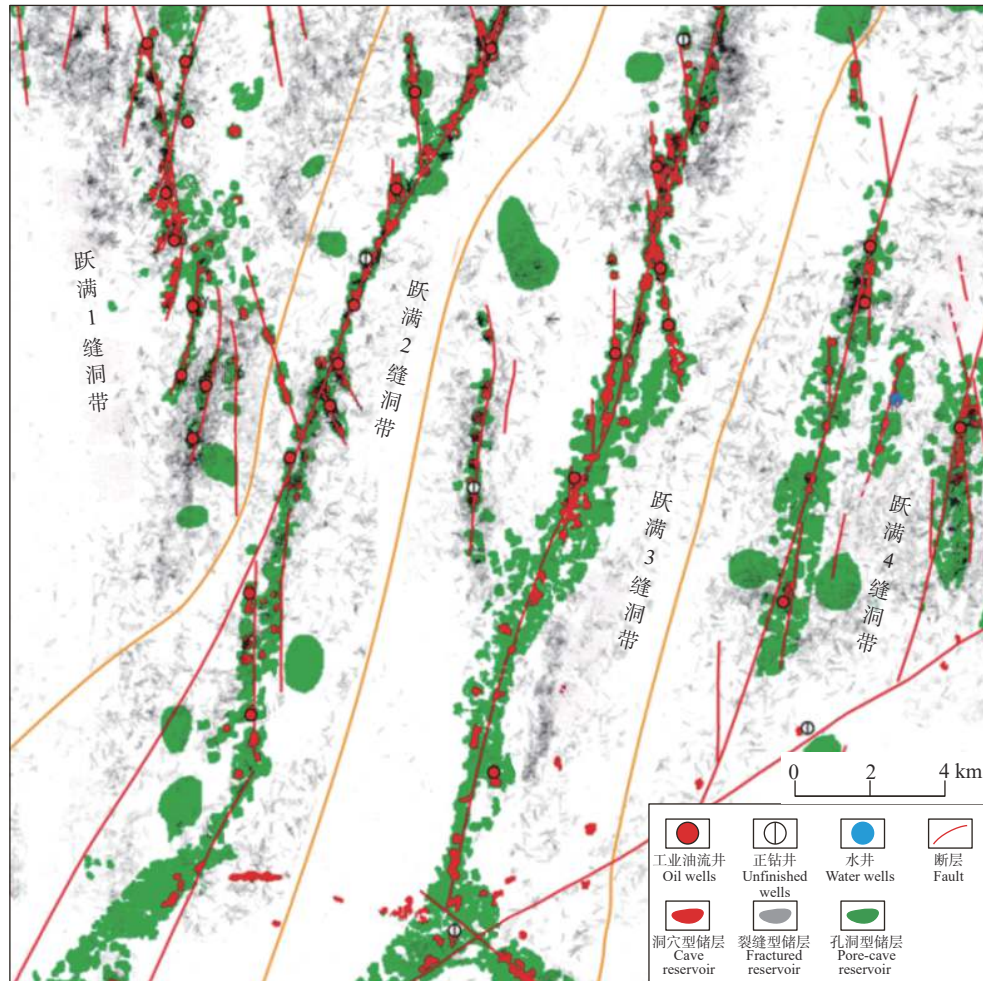 跃满1缝洞带
跃满2缝洞带
跃满3缝洞带
跃满4缝洞带
0 2 4 km
工业油流井
Oil wells
正钻井
Unfinished
wells
水井
Water wells
断层
Fault
洞穴型储层
Cave
reservoir
裂缝型储层
Fractured
reservoir
孔洞型储层
Pore-cave
reservoir